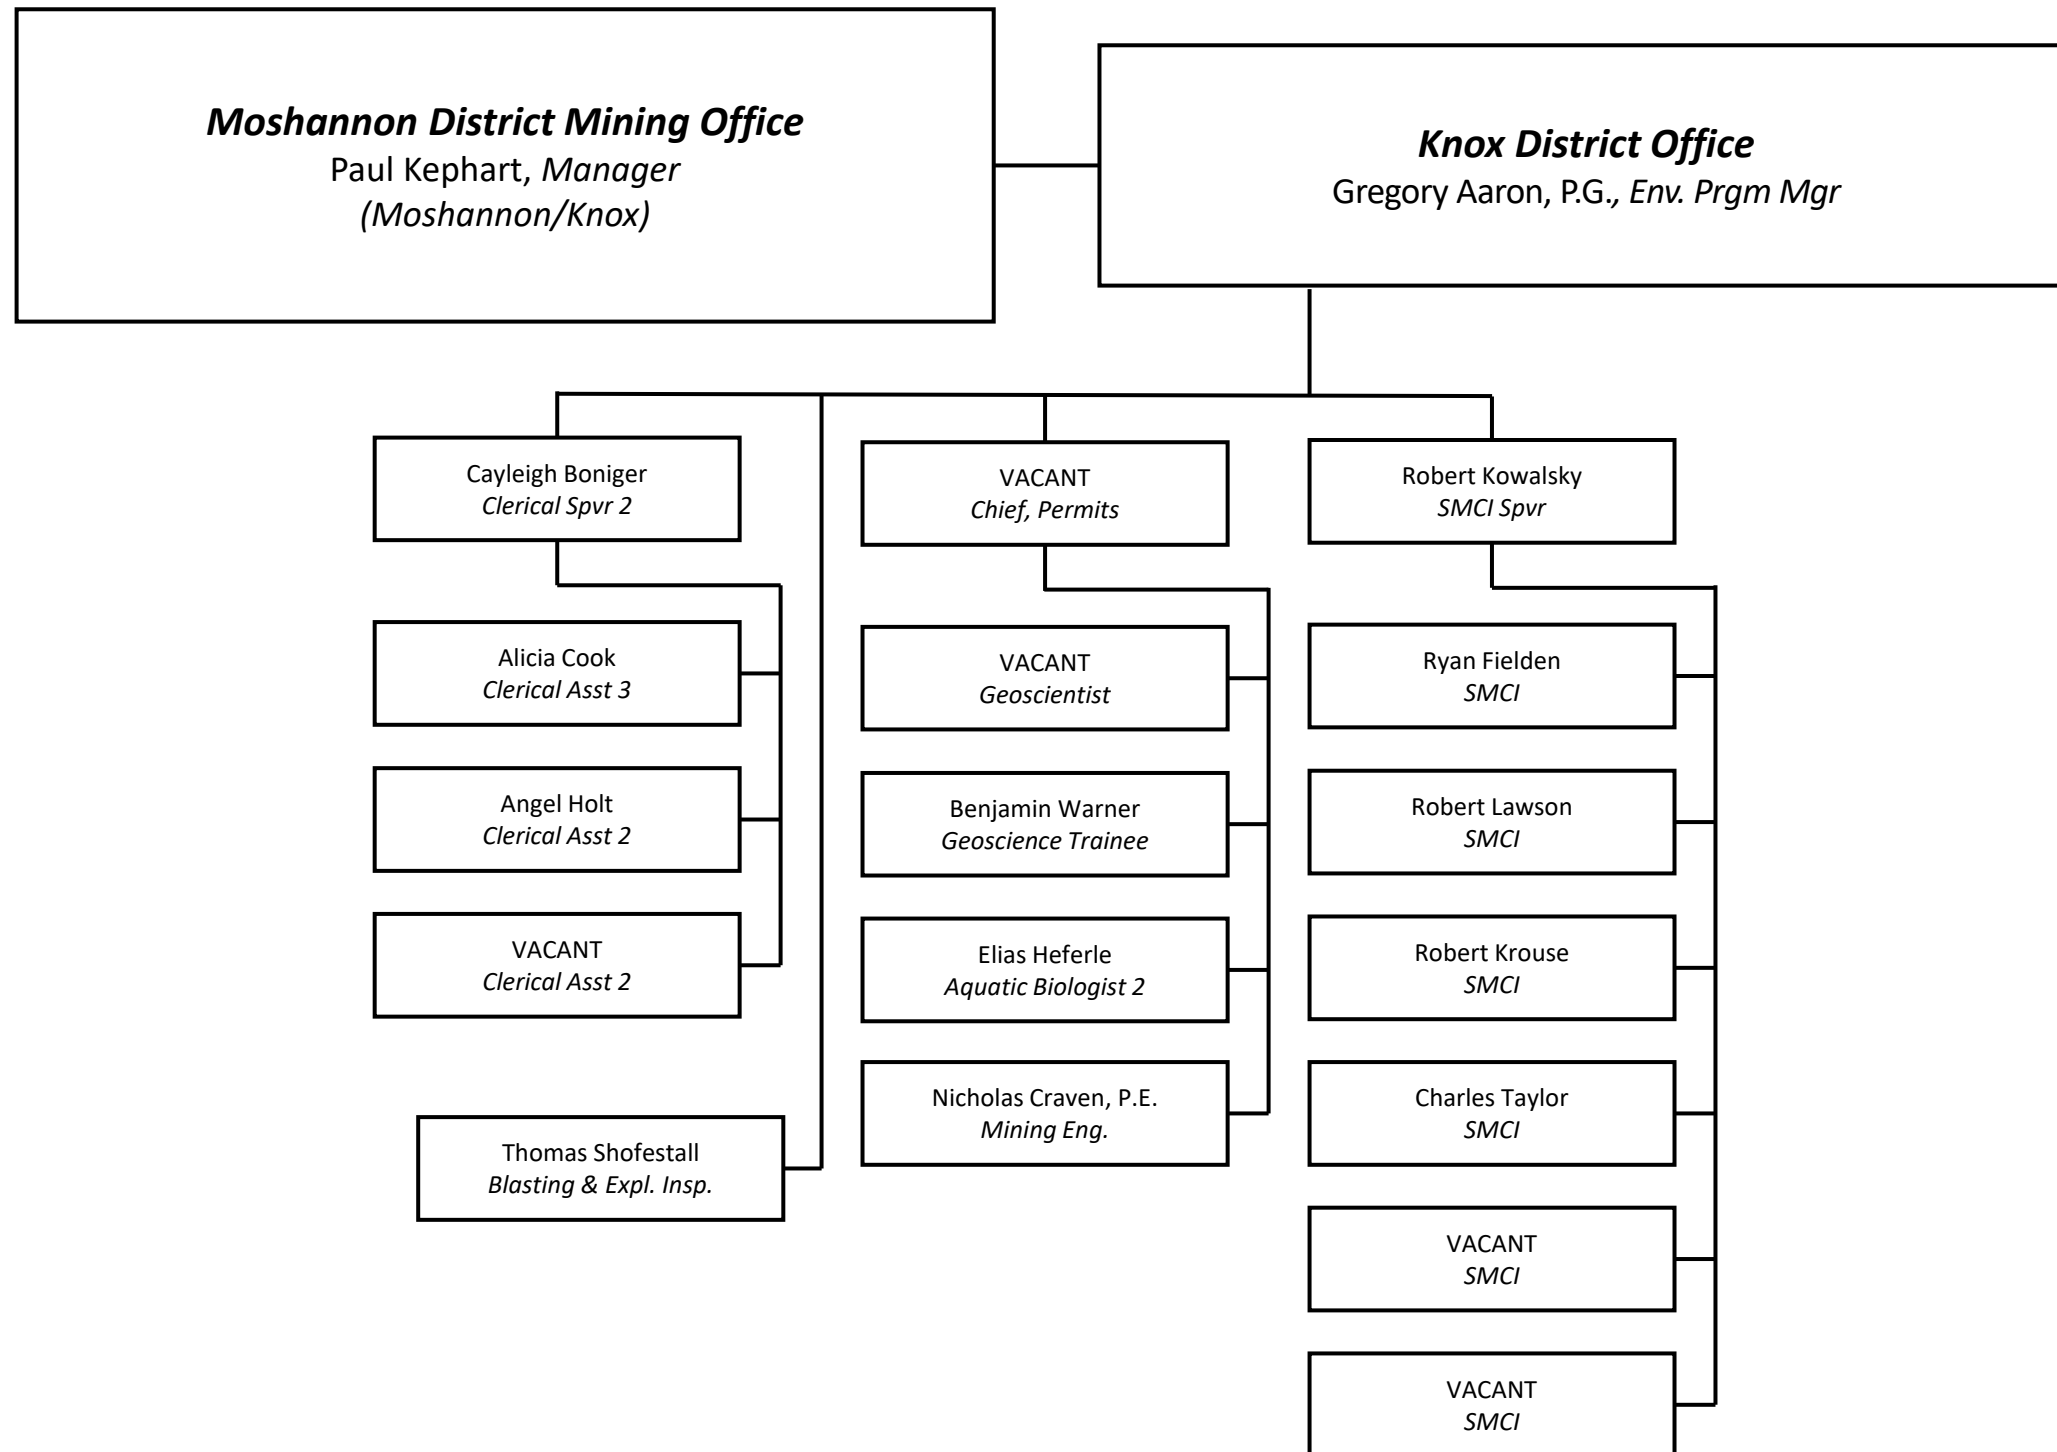 Moshannon District Mining Office
Paul Kephart, Manager
(Moshannon/Knox)
Knox District Office
Gregory Aaron, P.G., Env. Prgm Mgr
Cayleigh Boniger
Clerical Spvr 2
Alicia Cook
Clerical Asst 3
Angel Holt
Clerical Asst 2
VACANT
Clerical Asst 2
Thomas Shofestall
Blasting & Expl. Insp.
VACANT
Chief, Permits
VACANT
Geoscientist
Benjamin Warner
Geoscience Trainee
Elias Heferle
Aquatic Biologist 2
Nicholas Craven, P.E.
Mining Eng.
Robert Kowalsky
SMCI Spvr
Ryan Fielden
SMCI
Robert Lawson
SMCI
Robert Krouse
SMCI
Charles Taylor
SMCI
VACANT
SMCI
VACANT
SMCI